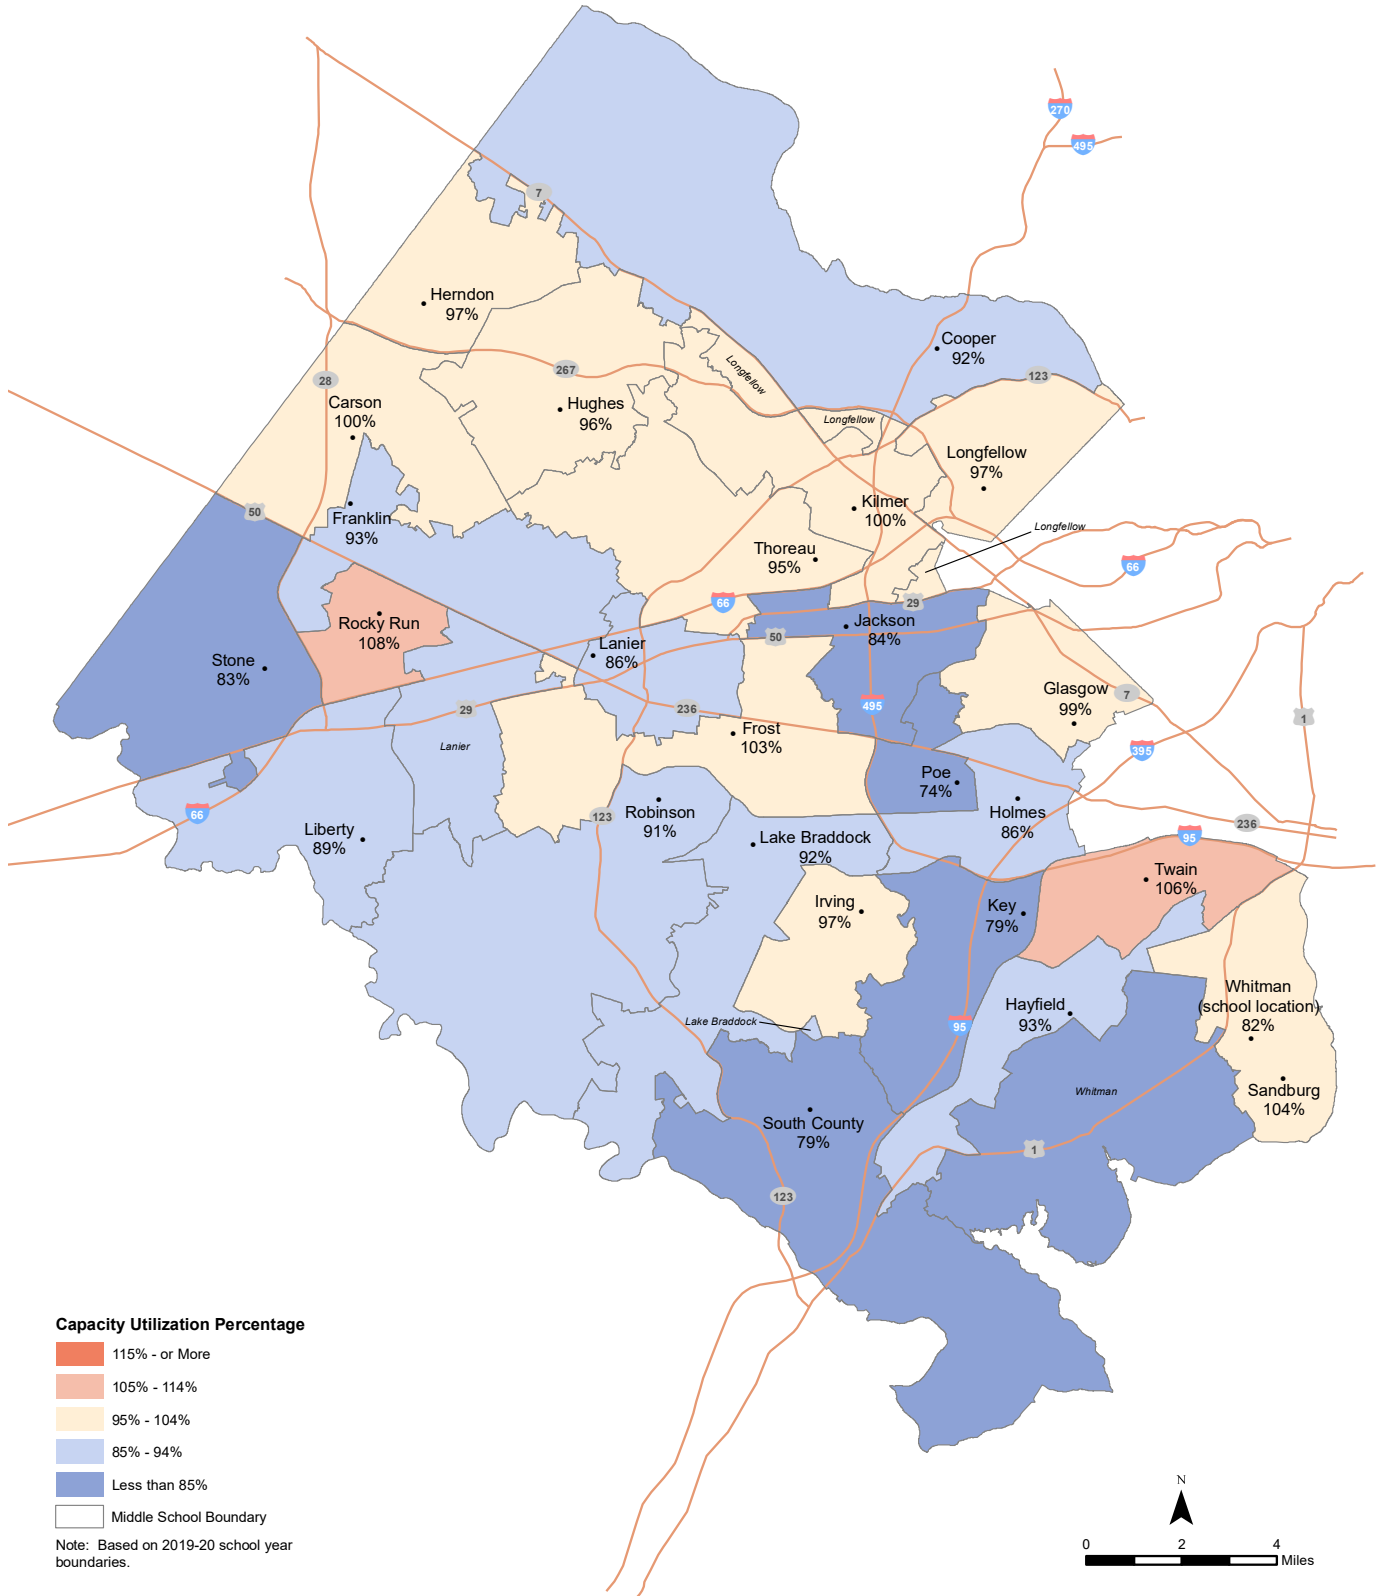 270
495
7
Herndon
97%
Cooper
92%
123
267
Longfellow
28
Carson
100%
Hughes
96%
Longfellow
Longfellow
97%
50
Franklin
93%
Kilmer
100%
Longfellow
Thoreau
95%
66
66
29
Rocky Run
108%
Jackson
84%
50
Lanier
86%
Stone
83%
Glasgow
99%
7
29
236
495
1
Lanier
Frost
103%
395
Poe
74%
Holmes
86%
66
123
Robinson
91%
236
Liberty
89%
Lake Braddock
92%
95
Twain
106%
Irving
97%
Key
79%
Whitman
(school location)
82%
Hayfield
93%
Lake Braddock
95
Whitman
Sandburg
104%
South County
79%
1
123
Capacity Utilization Percentage
115% - or More
105% - 114%
95% - 104%
85% - 94%
Less than 85%
Middle School Boundary
Note: Based on 2019-20 school year
boundaries.
N
0 2 4
Miles